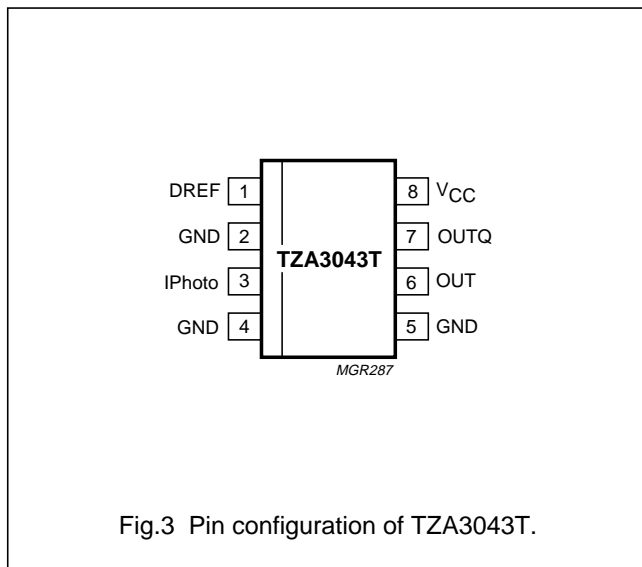 DREF 1 8 VCC
GND 2 7 OUTQ
TZA3043T
IPhoto 3 6 OUT
GND 4 5 GND
MGR287
Fig.3 Pin configuration of TZA3043T.